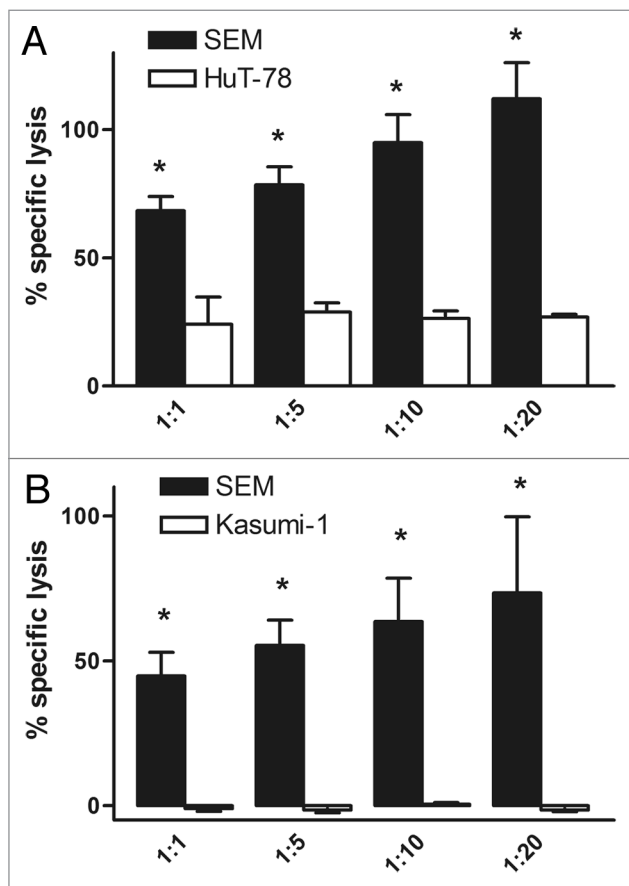 A
SEM
HuT-78
* * * *
% specific lysis
100
50
0
1:1 1:5 1:10 1:20
B
SEM
Kasumi-1
* * * *
% specific lysis
100
50
0
1:1 1:5 1:10 1:20